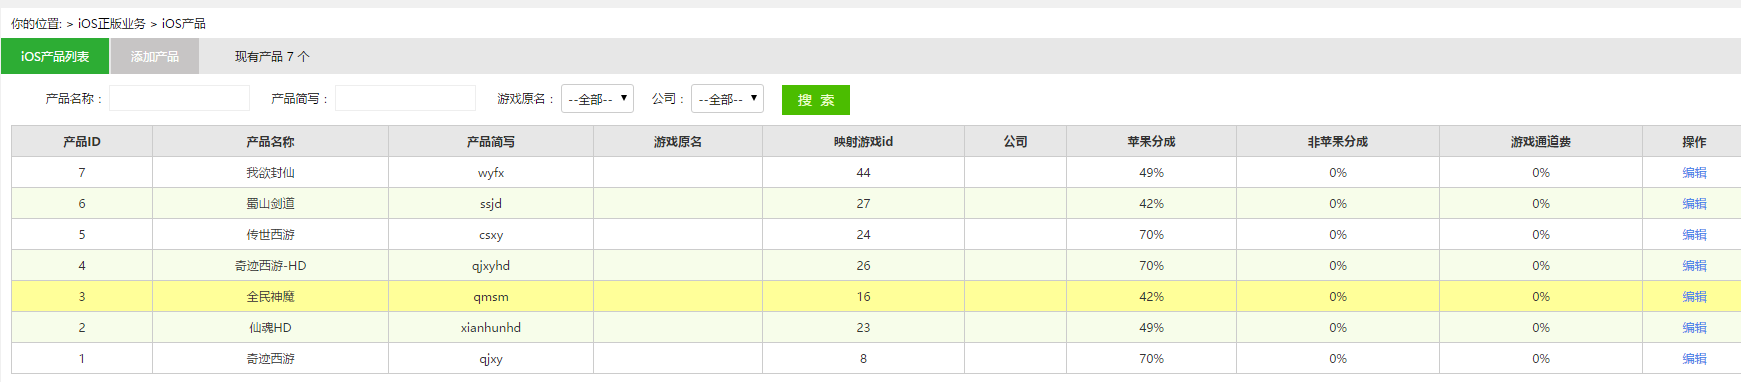 你的位置: > iOS正版业务 > iOS产品
iOS产品列表 添加产品 现有产品 7 个
产品名称： 产品简写： 游戏原名： --全部-- 公司： --全部-- 搜 索
产品ID 产品名称 产品简写 游戏原名 映射游戏id 公司 苹果分成 非苹果分成 游戏通道费 操作
7 我欲封仙 wyfx 44 49% 0% 0% 编辑
6 蜀山剑道 ssjd 27 42% 0% 0% 编辑
5 传世西游 csxy 24 70% 0% 0% 编辑
4 奇迹西游-HD qjxyhd 26 70% 0% 0% 编辑
3 全民神魔 qmsm 16 42% 0% 0% 编辑
2 仙魂HD xianhunhd 23 49% 0% 0% 编辑
1 奇迹西游 qjxy 8 70% 0% 0% 编辑